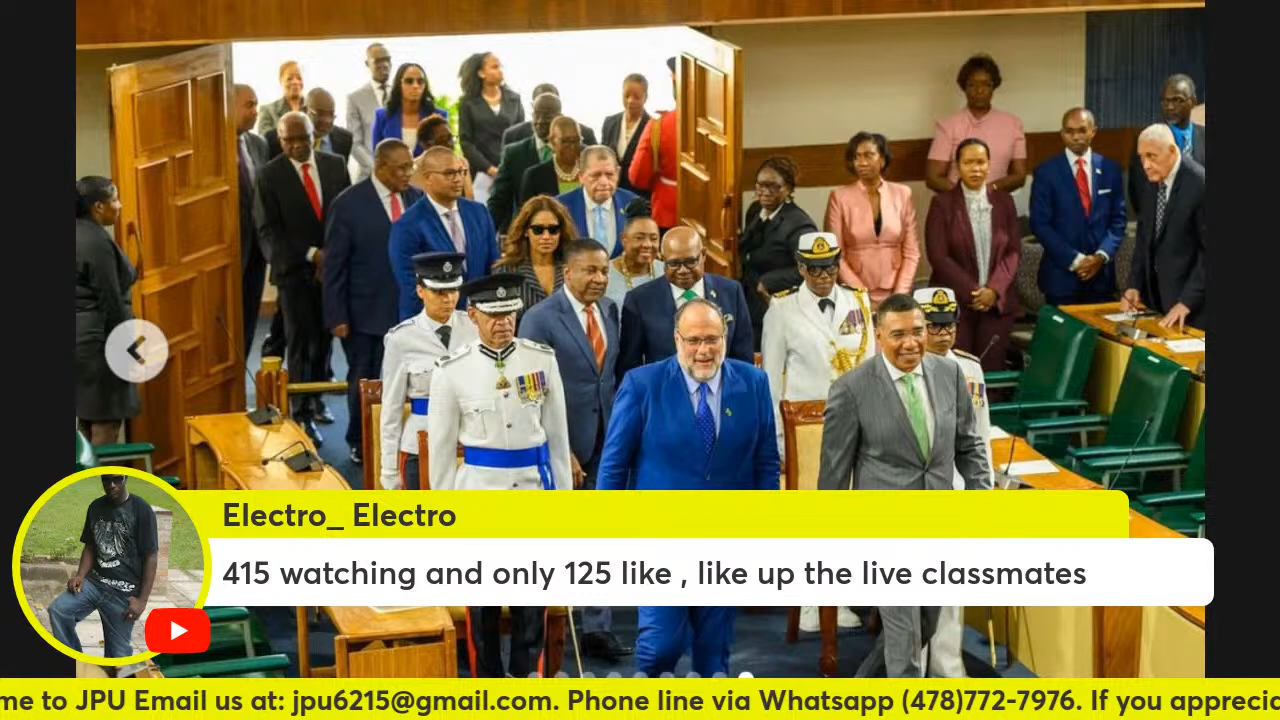 Electro_ Electro
415 watching and only 125 like , like up the live classmates
me to JPU Email us at: jpu6215@gmail.com. Phone line via Whatsapp (478)772-7976. If you apprecia